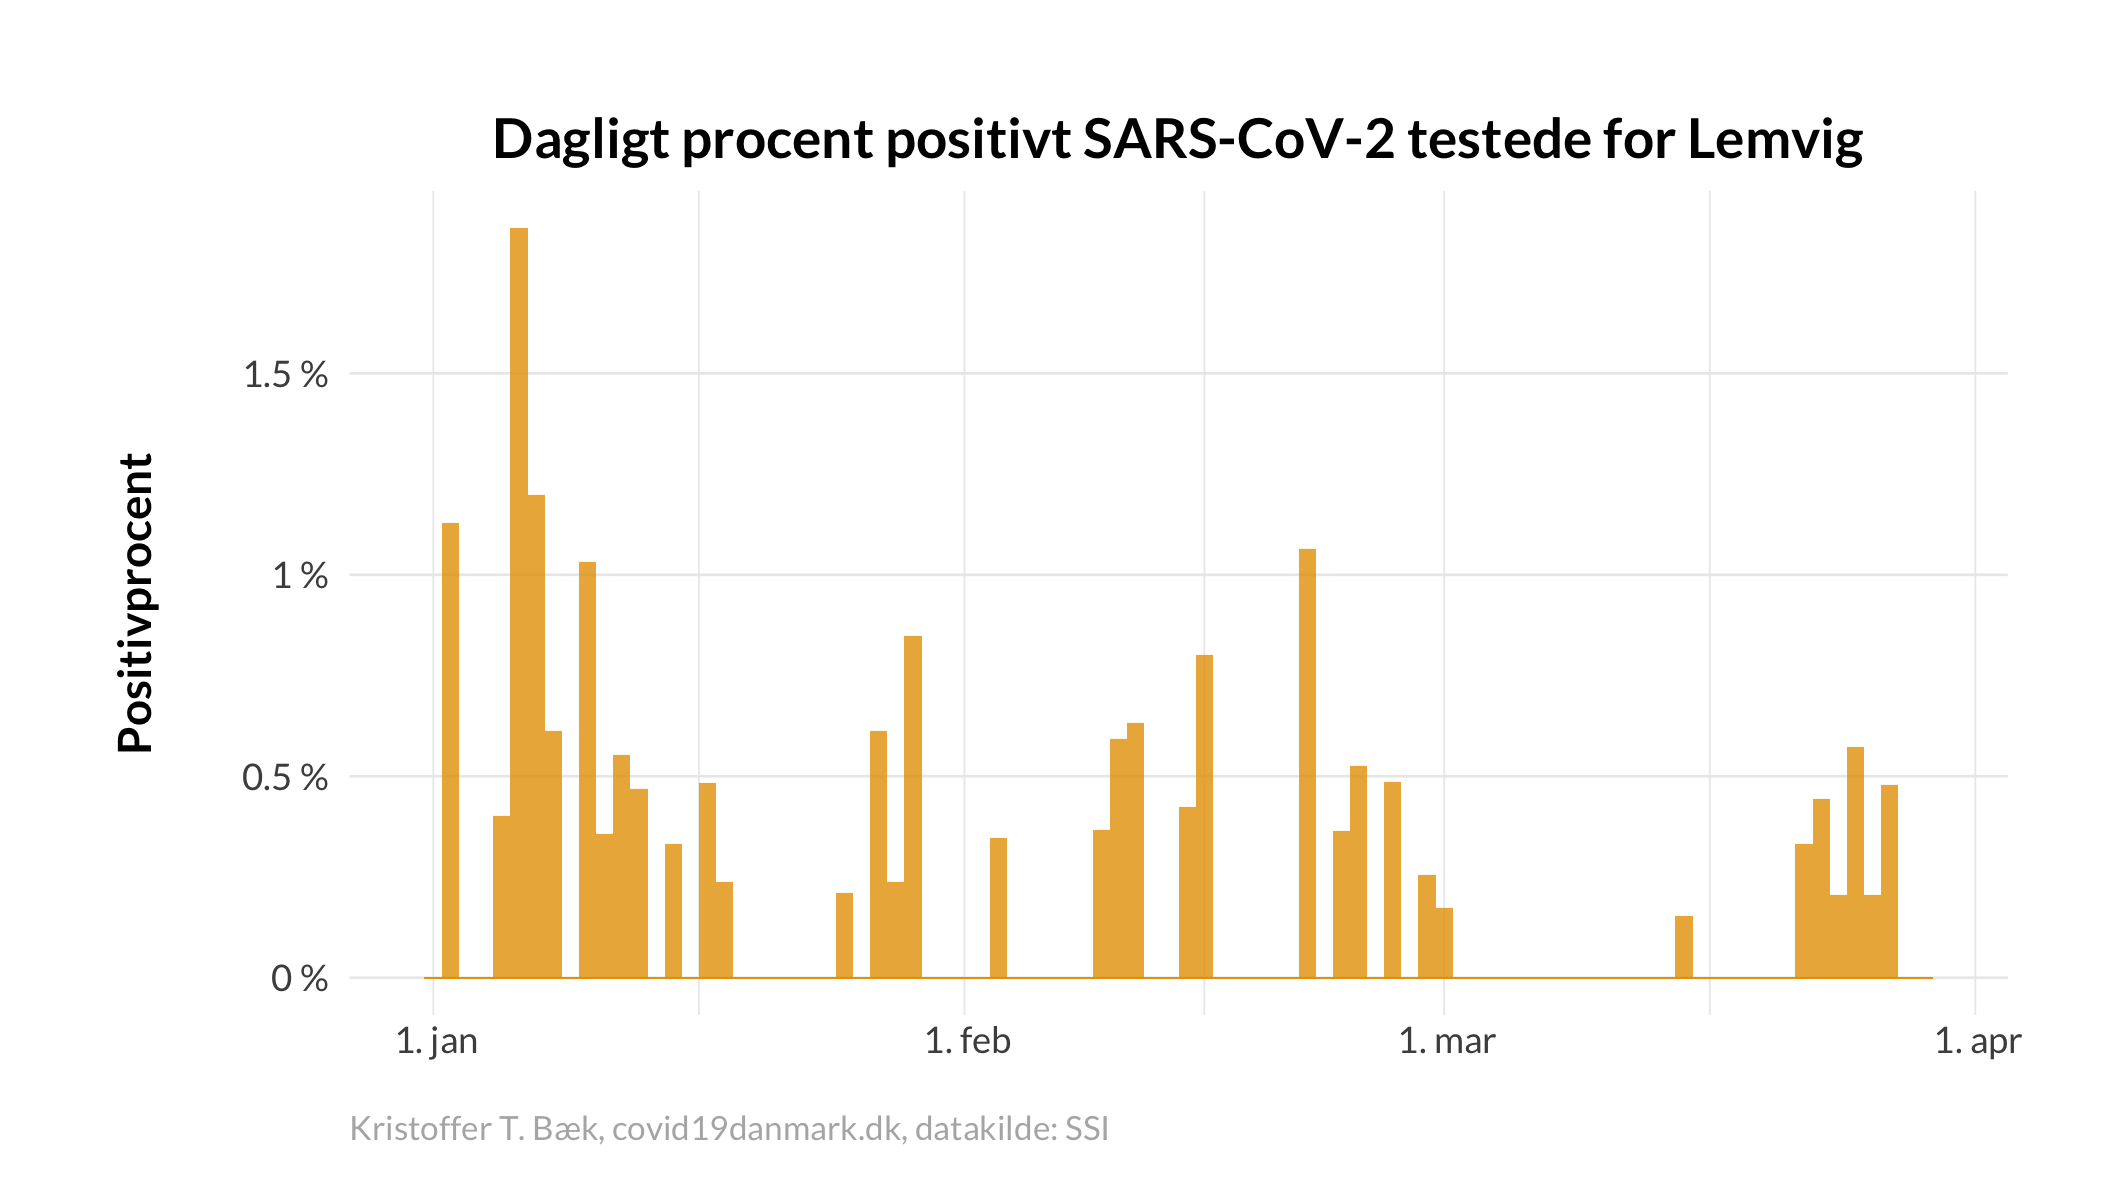 Dagligt procent positivt SARS-CoV-2 testede for Lemvig
Positivprocent
1.5 %
1 %
0.5 %
0 %
1. jan
1. feb
1. mar
1. apr
Kristoffer T. Bæk, covid19danmark.dk, datakilde: SSI